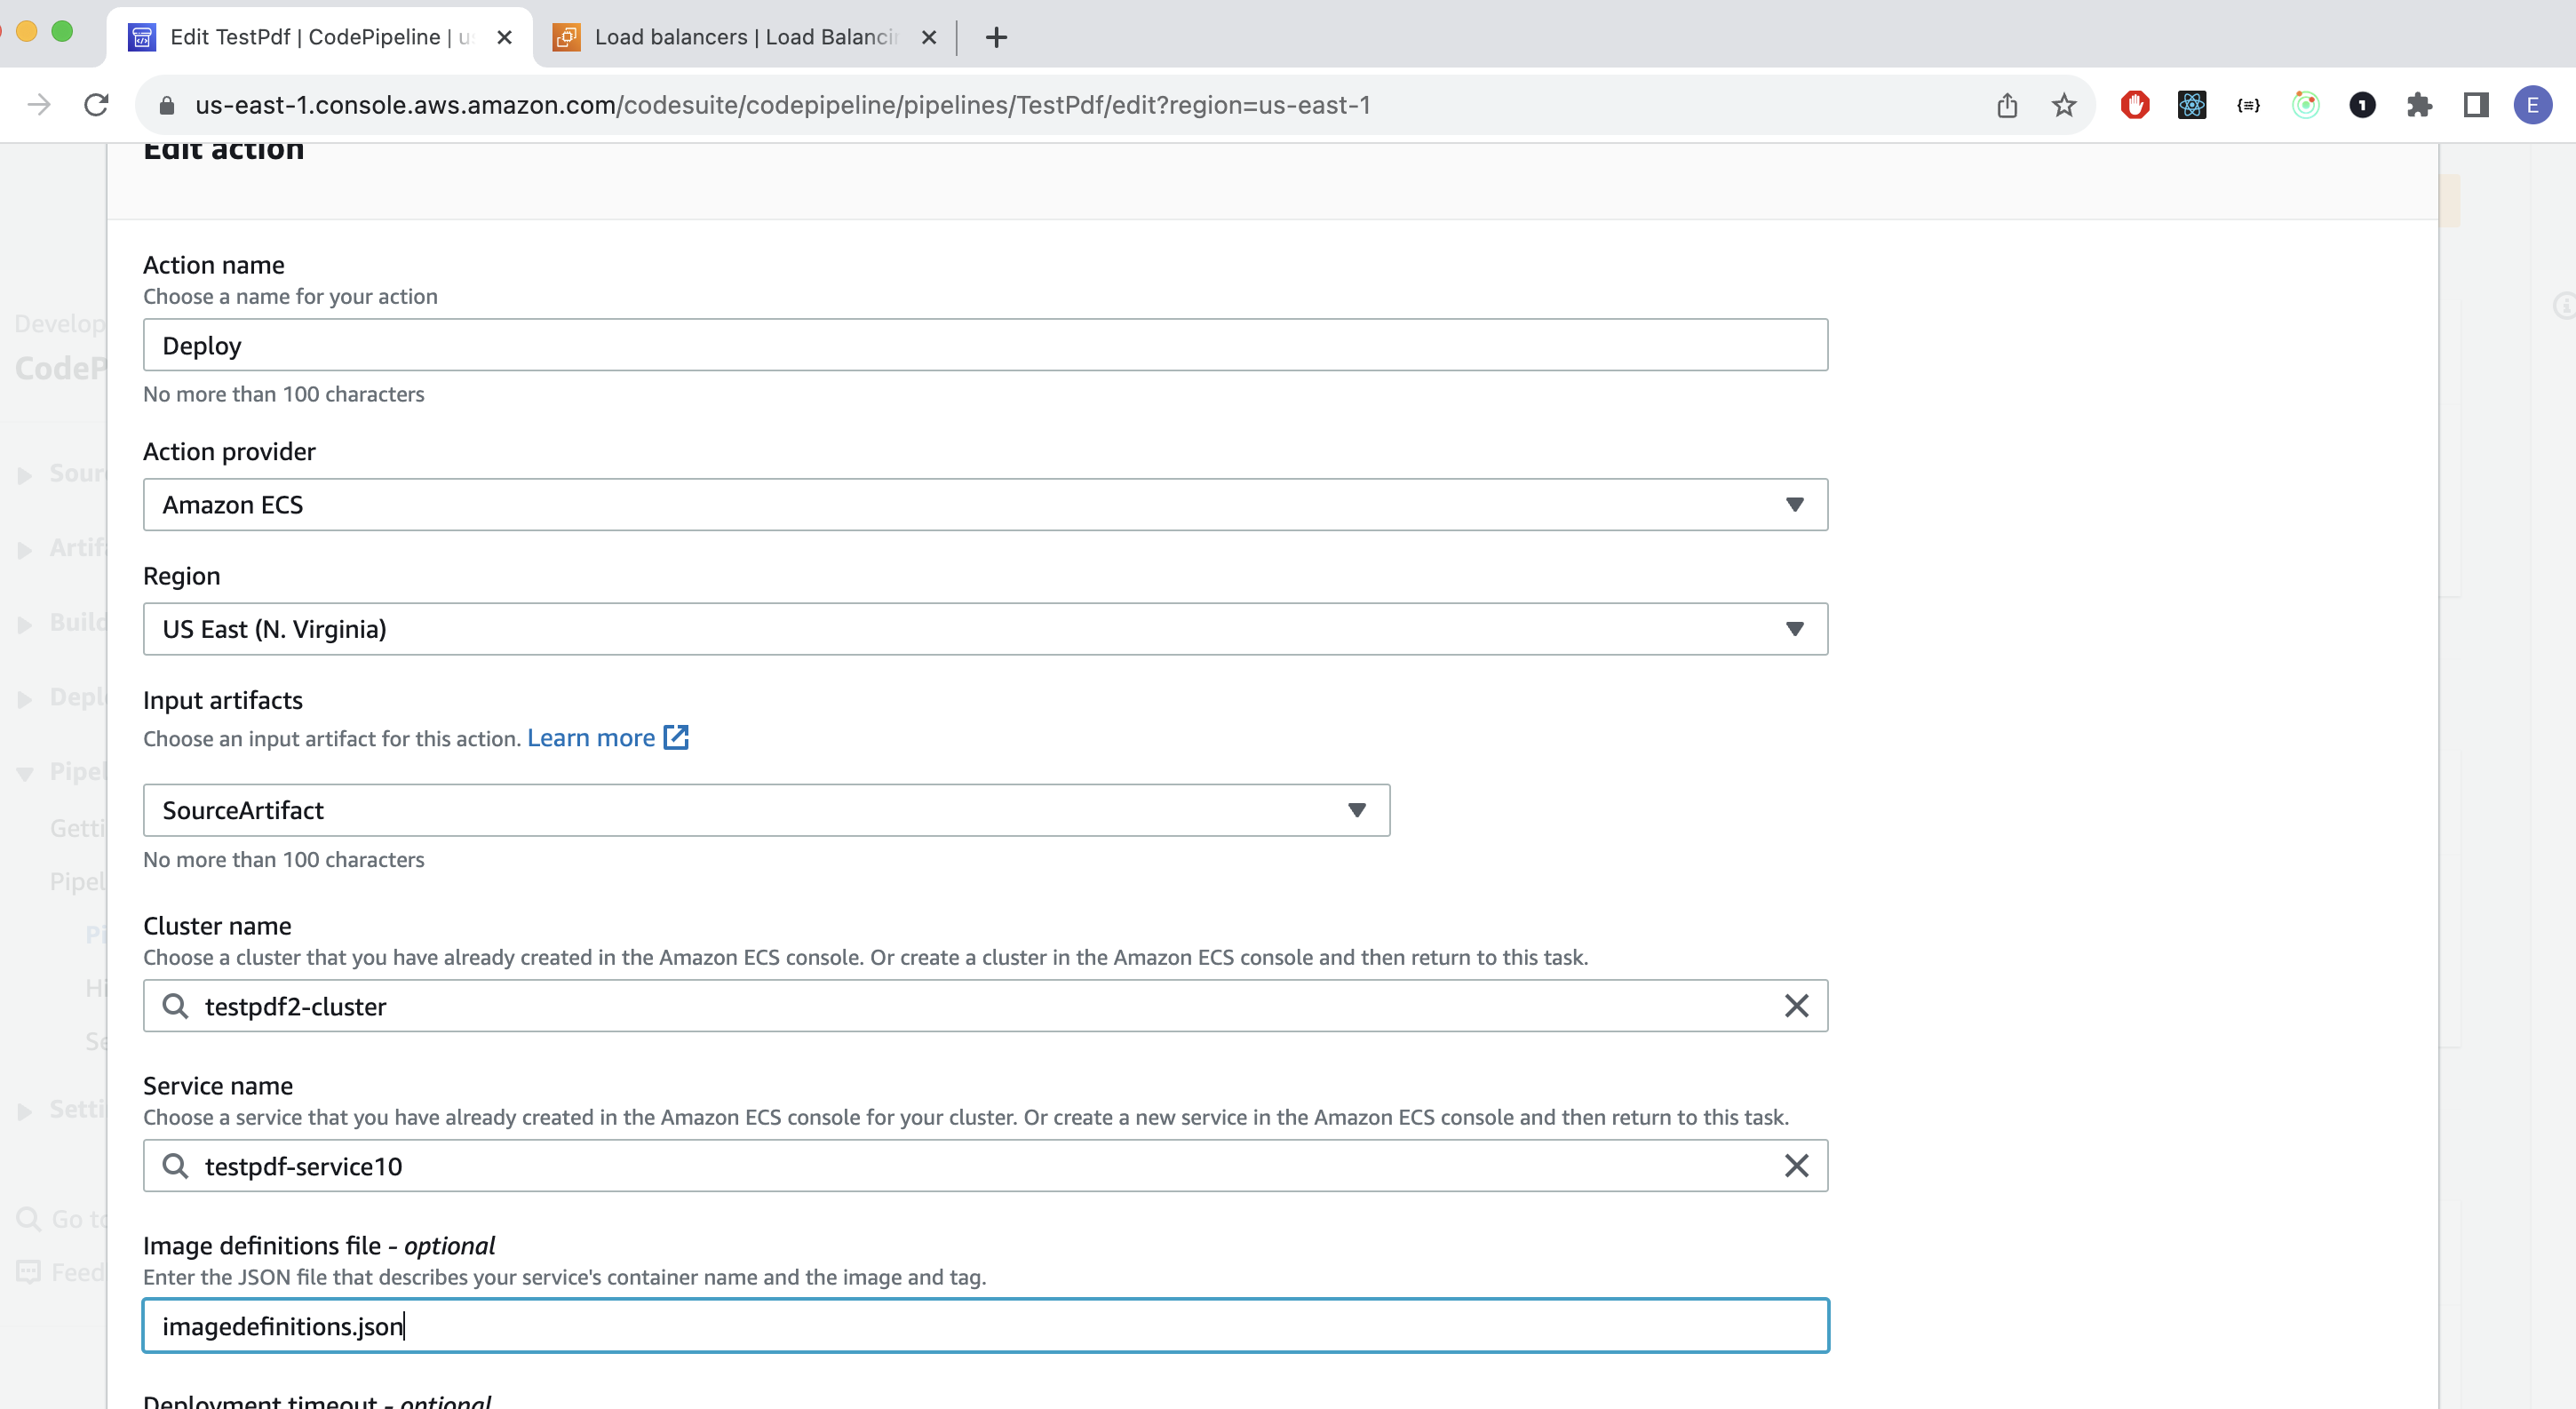 Edit TestPdf | CodePipeline | us
Load balancers | Load Balancin
us-east-1.console.aws.amazon.com/codesuite/codepipeline/pipelines/TestPdf/edit?region=us-east-1
E
Edit action
Develop
CodeP
Sour
Artif
Build
Depl
Pipel
Getti
Pipel
Pi
Hi
Se
Setti
Go to
Feed
Action name
Choose a name for your action
Deploy
No more than 100 characters
Action provider
Amazon ECS
Region
US East (N. Virginia)
Input artifacts
Choose an input artifact for this action. Learn more
SourceArtifact
No more than 100 characters
Cluster name
Choose a cluster that you have already created in the Amazon ECS console. Or create a cluster in the Amazon ECS console and then return to this task.
testpdf2-cluster
Service name
Choose a service that you have already created in the Amazon ECS console for your cluster. Or create a new service in the Amazon ECS console and then return to this task.
testpdf-service10
Image definitions file - optional
Enter the JSON file that describes your service's container name and the image and tag.
imagedefinitions.json
Deployment timeout - optional